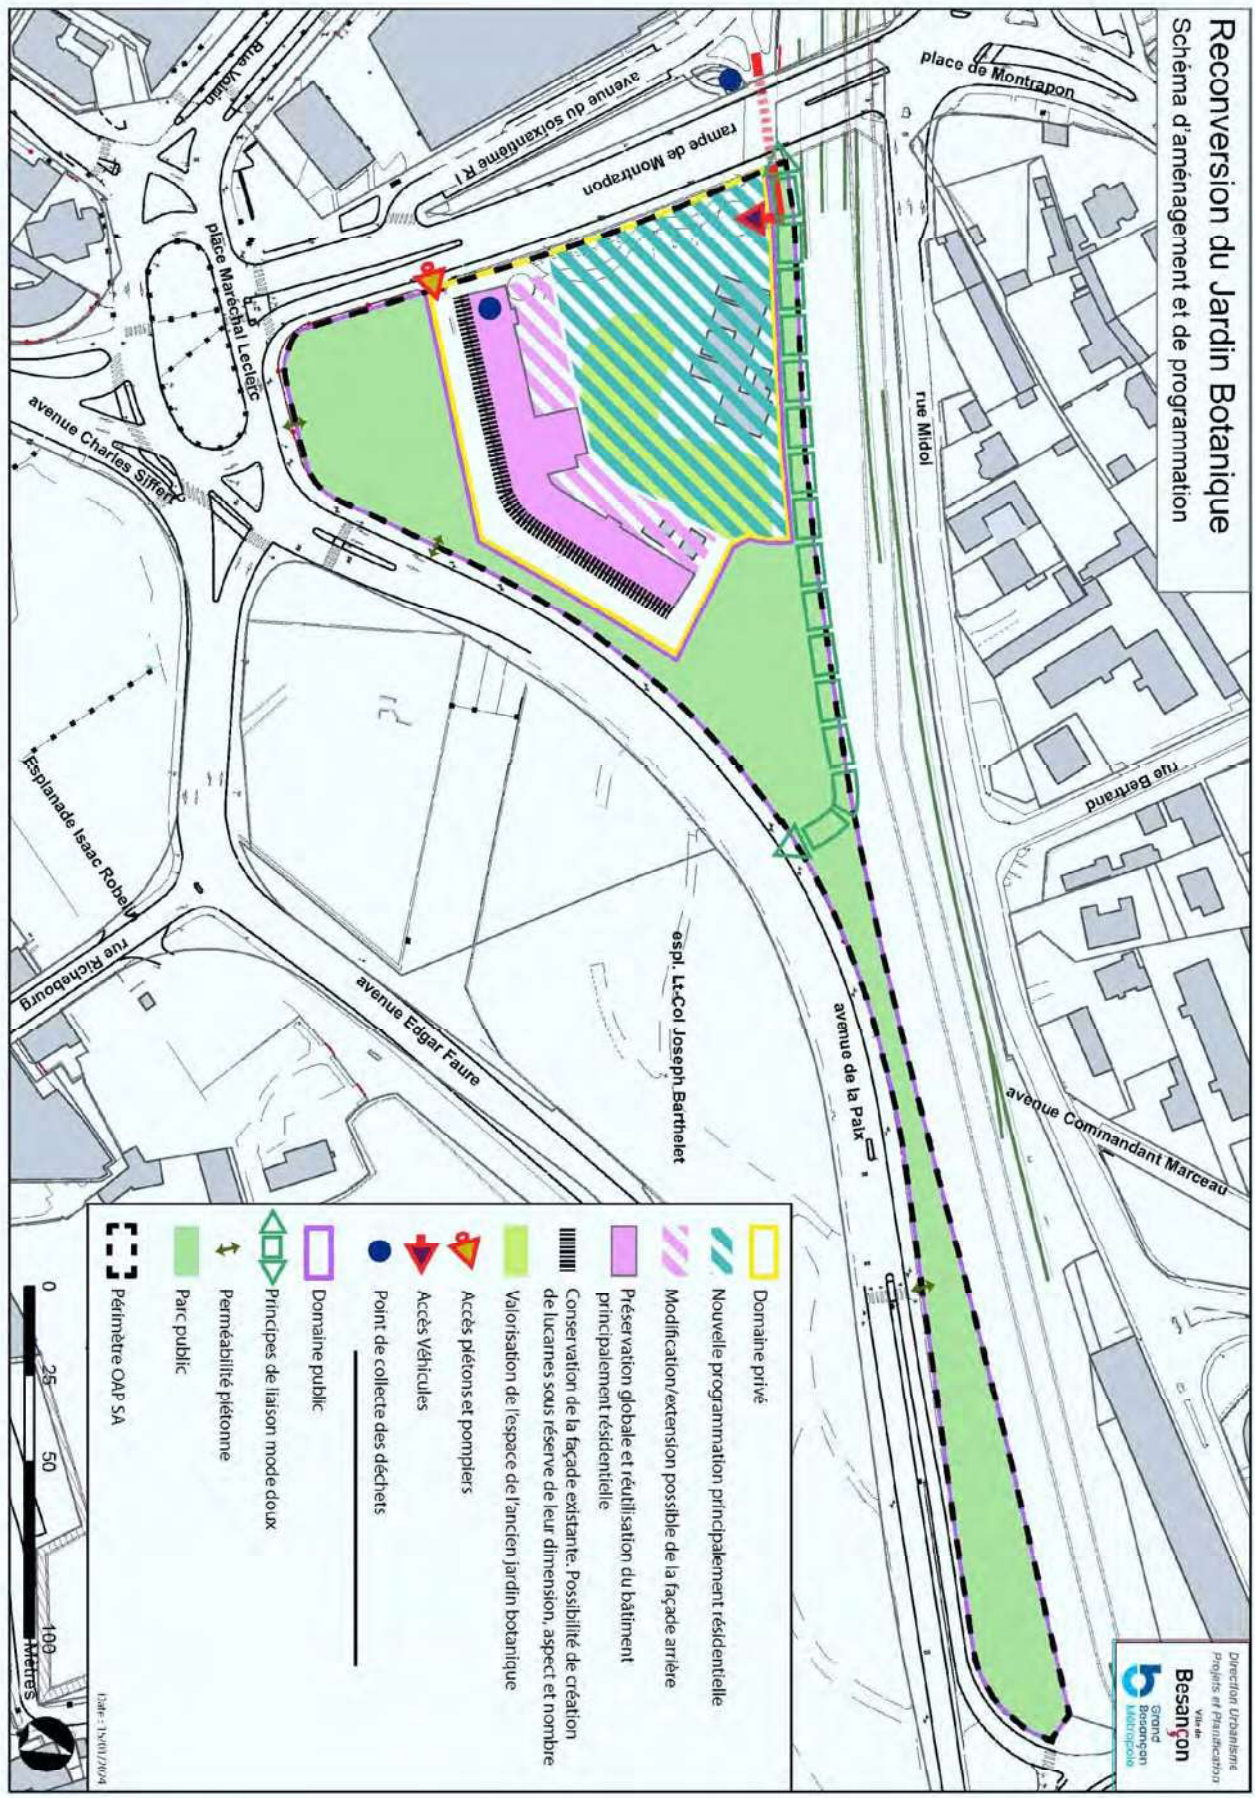 Reconversion du Jardin Botanique
Schéma d'aménagement et de programmation
Direction Urbanisme
Projets et Planification
Ville de
Besançon
Grand
Besançon
Métropole
place de Montrapon
rue Midol
rue Bertrand
avenue Commandant Marceau
rampe de Montrapon
avenue du soixantième R I
Rue Voirin
place Maréchal Leclerc
avenue Charles Siffert
Esplanade Isaac Robelin
rue Richebourg
avenue Edgar Faure
espl. Lt-Col Joseph Barthelet
avenue de la Paix
Domaine privé
Nouvelle programmation principalement résidentielle
Modification/extension possible de la façade arrière
Préservation globale et réutilisation du bâtiment
principalement résidentielle
Conservation de la façade existante. Possibilité de création
de lucarnes sous réserve de leur dimension, aspect et nombre
Valorisation de l'espace de l'ancien jardin botanique
Accès piétons et pompiers
Accès Véhicules
Point de collecte des déchets
Domaine public
Principes de liaison mode doux
Perméabilité piétonne
Parc public
Périmètre OAP SA
0 25 50 100
Mètres
Date : 15/01/2024